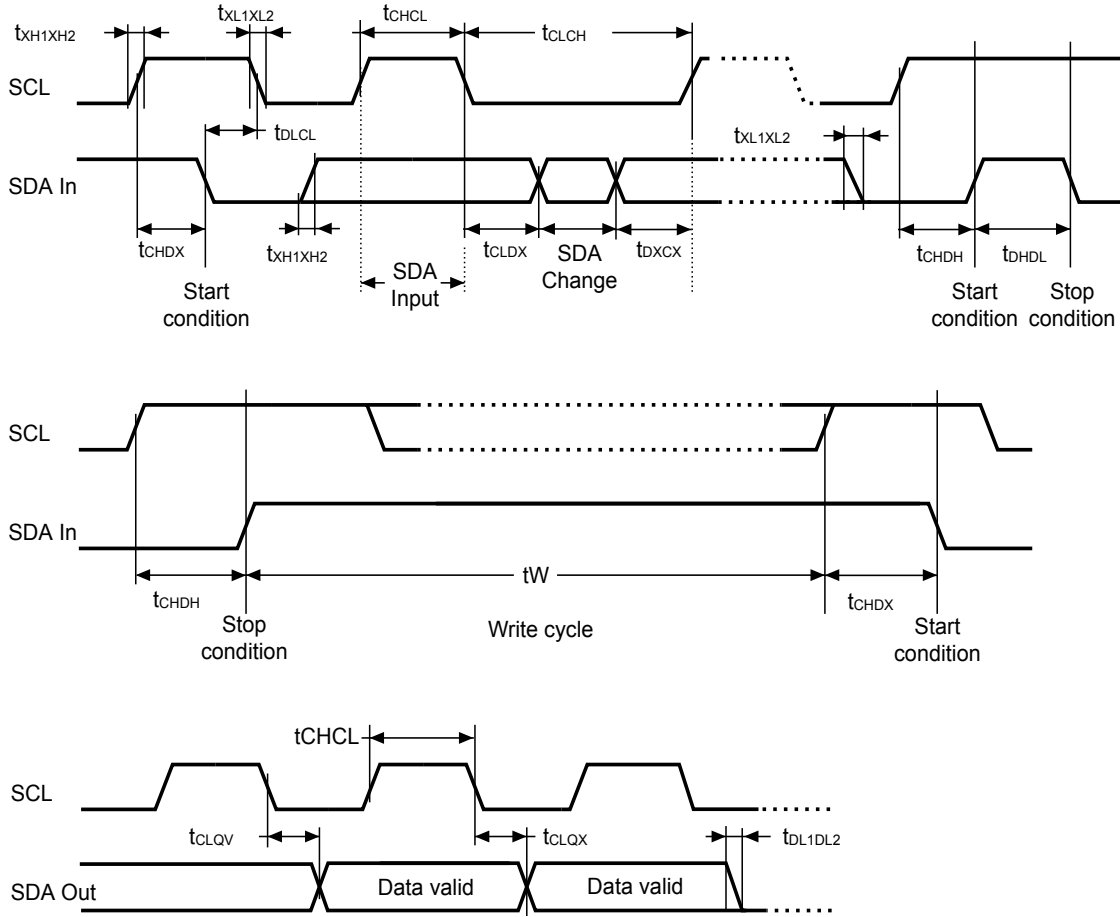 tXL1XL2
tXH1XH2
tCHCL
tCLCH
SCL
tDLCL
tXL1XL2
SDA In
tCHDX
tXH1XH2
tCLDX
SDA
Change
tDXCX
tCHDH
tDHDL
SDA
Input
Start
condition
Start
condition
Stop
condition
SCL
SDA In
tW
tCHDH
tCHDX
Stop
condition
Write cycle
Start
condition
tCHCL
SCL
tCLQV
tCLQX
tDL1DL2
SDA Out
Data valid
Data valid